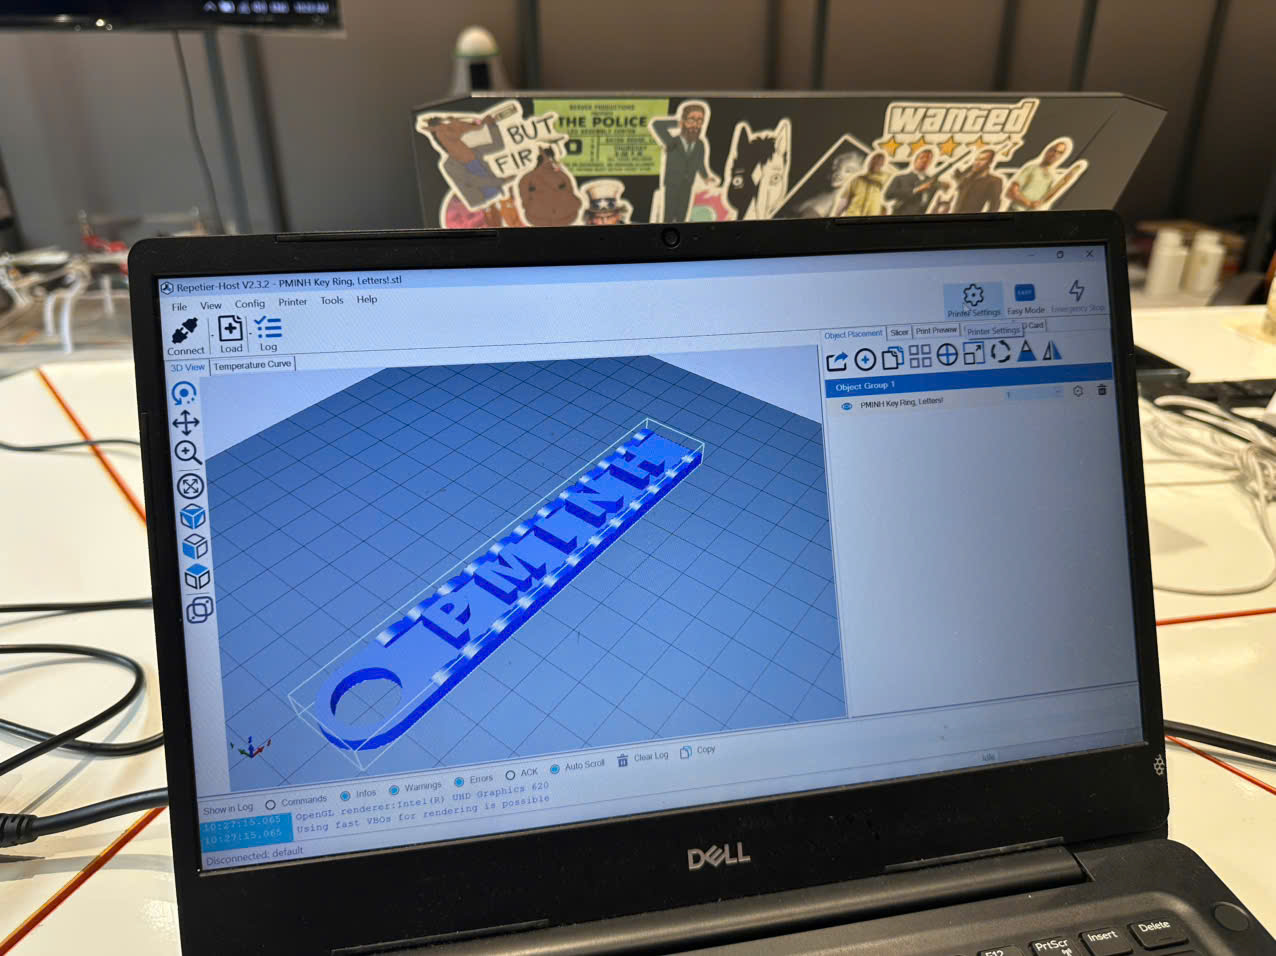 BUT
FIRST
THE POLICE
WANTED
Repetier-Host V2.3.2 - PMINH Key Ring, Letters!.stl
File View Config Printer Tools Help
Connect Load Log
Printer Settings Easy Mode Emergency Stop
EASY
3D View Temperature Curve
Object Placement Slicer Print Preview Printer Settings Card
Object Group 1
PMINH Key Ring, Letters! 1
PMINH
Show in Log Commands Infos Warnings Errors ACK Auto Scroll Clear Log Copy
10:27:15.065 OpenGL renderer:Intel(R) UHD Graphics 620
10:27:15.065 Using fast VBOs for rendering is possible
Disconnected: default
Idle
DELL
F12 PrtScr Insert Delete